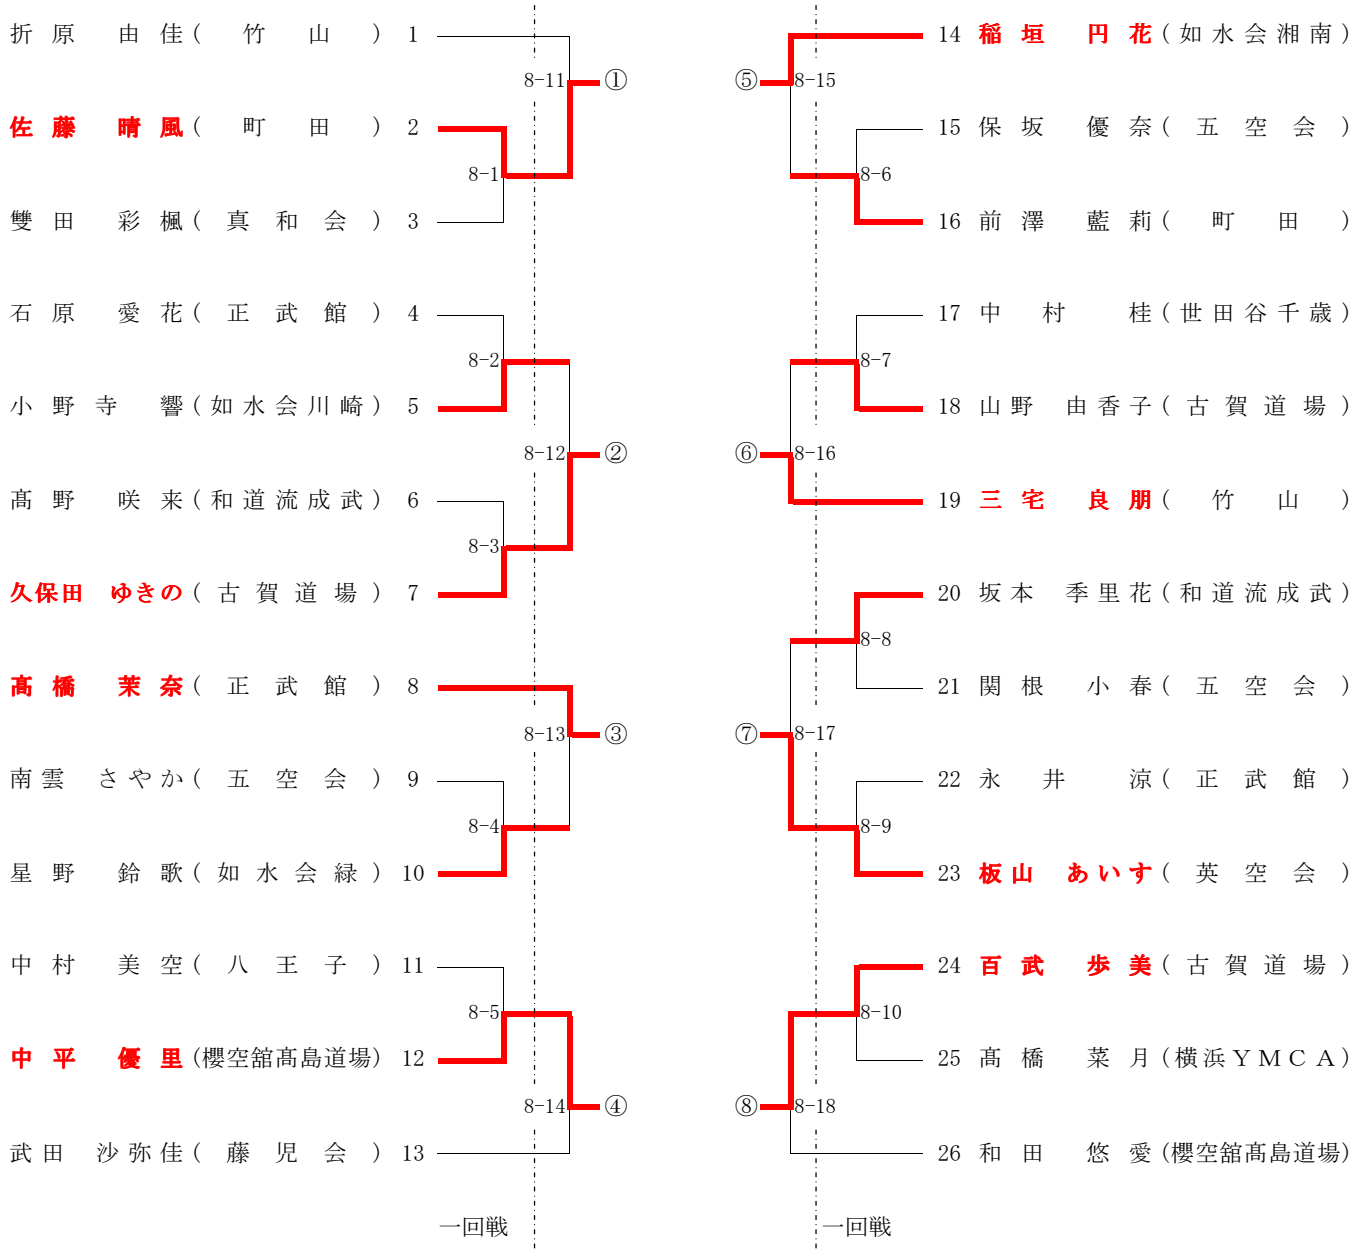 折原 由佳 ( 竹山 ) 1
8-11 ①
佐藤 晴風 ( 町田 ) 2
8-1
雙田 彩楓 ( 真和会 ) 3
石原 愛花 ( 正武館 ) 4
8-2
小野寺 響 ( 如水会川崎 ) 5
8-12 ②
髙野 咲来 ( 和道流成武 ) 6
8-3
久保田 ゆきの ( 古賀道場 ) 7
髙橋 茉奈 ( 正武館 ) 8
8-13 ③
南雲 さやか ( 五空会 ) 9
8-4
星野 鈴歌 ( 如水会緑 ) 10
中村 美空 ( 八王子 ) 11
8-5
中平 優里 (櫻空舘髙島道場) 12
8-14 ④
武田 沙弥佳 ( 藤児会 ) 13
一回戦
14 稲垣 円花 ( 如水会湘南 )
⑤ 8-15
15 保坂 優奈 ( 五空会 )
8-6
16 前澤 藍莉 ( 町田 )
17 中村 桂 ( 世田谷千歳 )
8-7
18 山野 由香子 ( 古賀道場 )
⑥ 8-16
19 三宅 良朋 ( 竹山 )
20 坂本 季里花 ( 和道流成武 )
8-8
21 関根 小春 ( 五空会 )
⑦ 8-17
22 永井 涼 ( 正武館 )
8-9
23 板山 あいす ( 英空会 )
24 百武 歩美 ( 古賀道場 )
8-10
25 髙橋 菜月 ( 横浜YMCA )
⑧ 8-18
26 和田 悠愛 (櫻空舘髙島道場)
一回戦